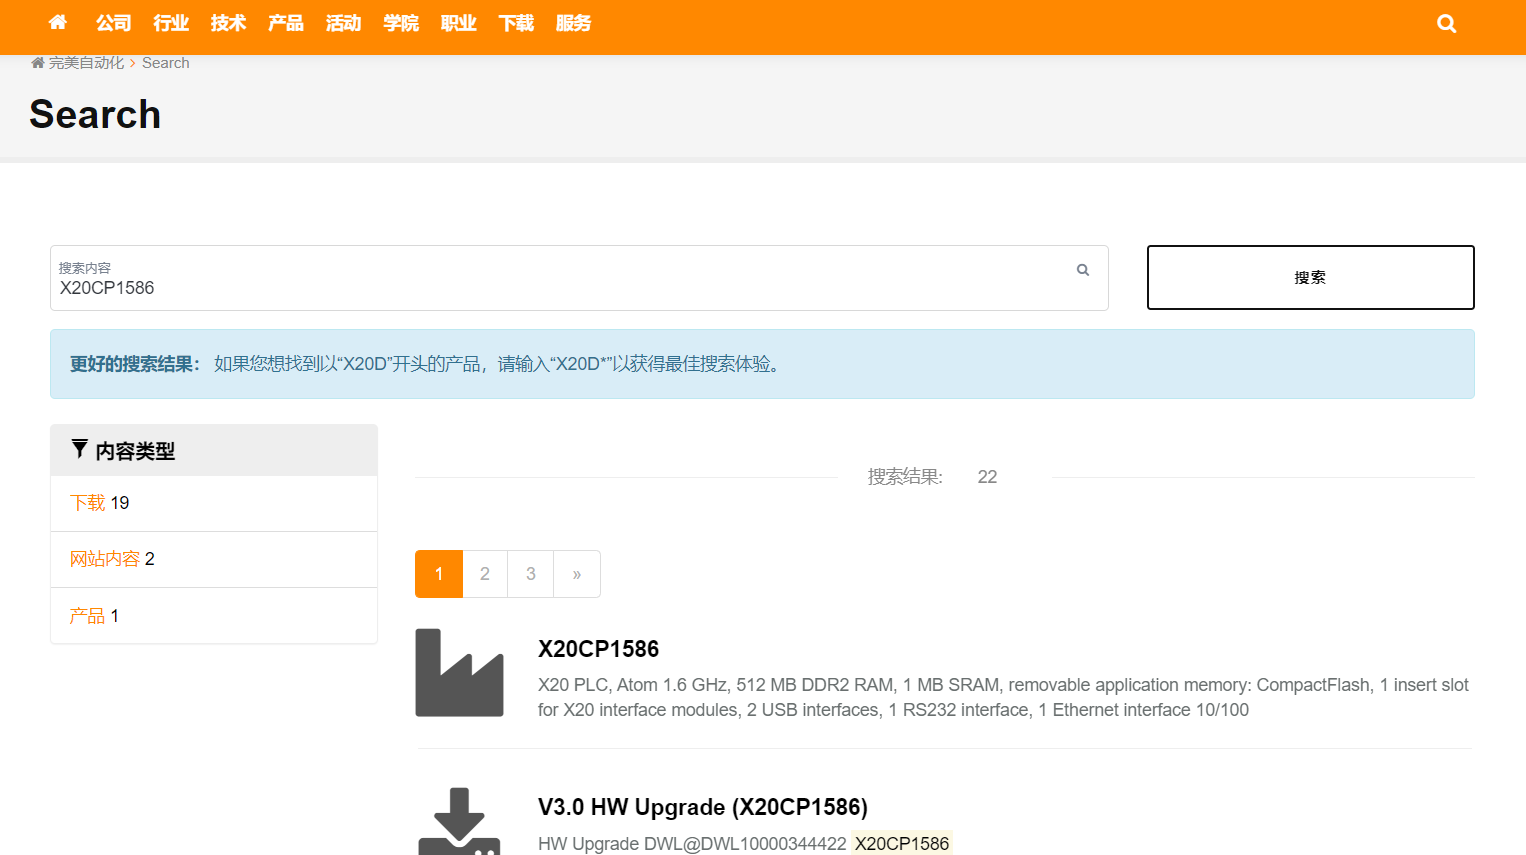 公司 行业 技术 产品 活动 学院 职业 下载 服务
完美自动化 › Search
Search
搜索内容
X20CP1586
搜索
更好的搜索结果： 如果您想找到以“X20D”开头的产品，请输入“X20D*”以获得最佳搜索体验。
内容类型
下载 19
网站内容 2
产品 1
搜索结果: 22
1 2 3 »
X20CP1586
X20 PLC, Atom 1.6 GHz, 512 MB DDR2 RAM, 1 MB SRAM, removable application memory: CompactFlash, 1 insert slot
for X20 interface modules, 2 USB interfaces, 1 RS232 interface, 1 Ethernet interface 10/100
V3.0 HW Upgrade (X20CP1586)
HW Upgrade DWL@DWL10000344422 X20CP1586